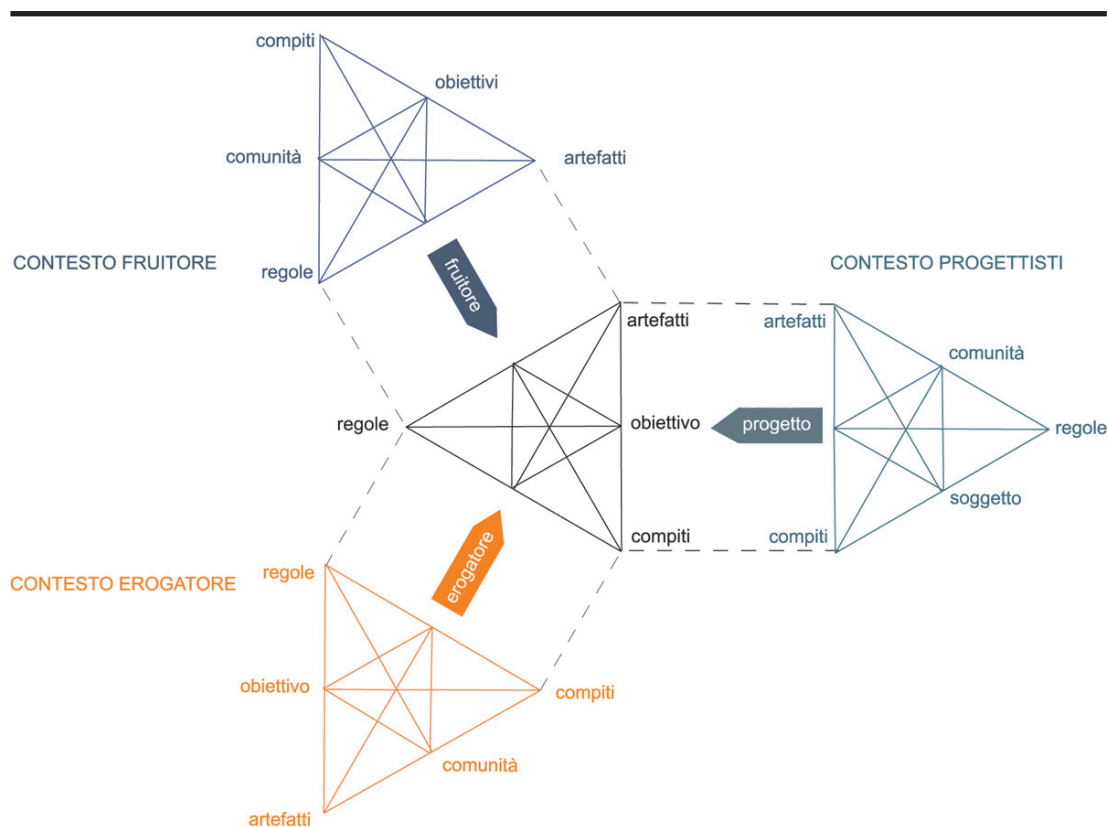 compiti
obiettivi
comunità
artefatti
CONTESTO FRUITORE
regole
fruitore
CONTESTO PROGETTISTI
artefatti
artefatti
comunità
regole
obiettivo
progetto
regole
soggetto
compiti
compiti
erogatore
regole
CONTESTO EROGATORE
obiettivo
compiti
comunità
artefatti